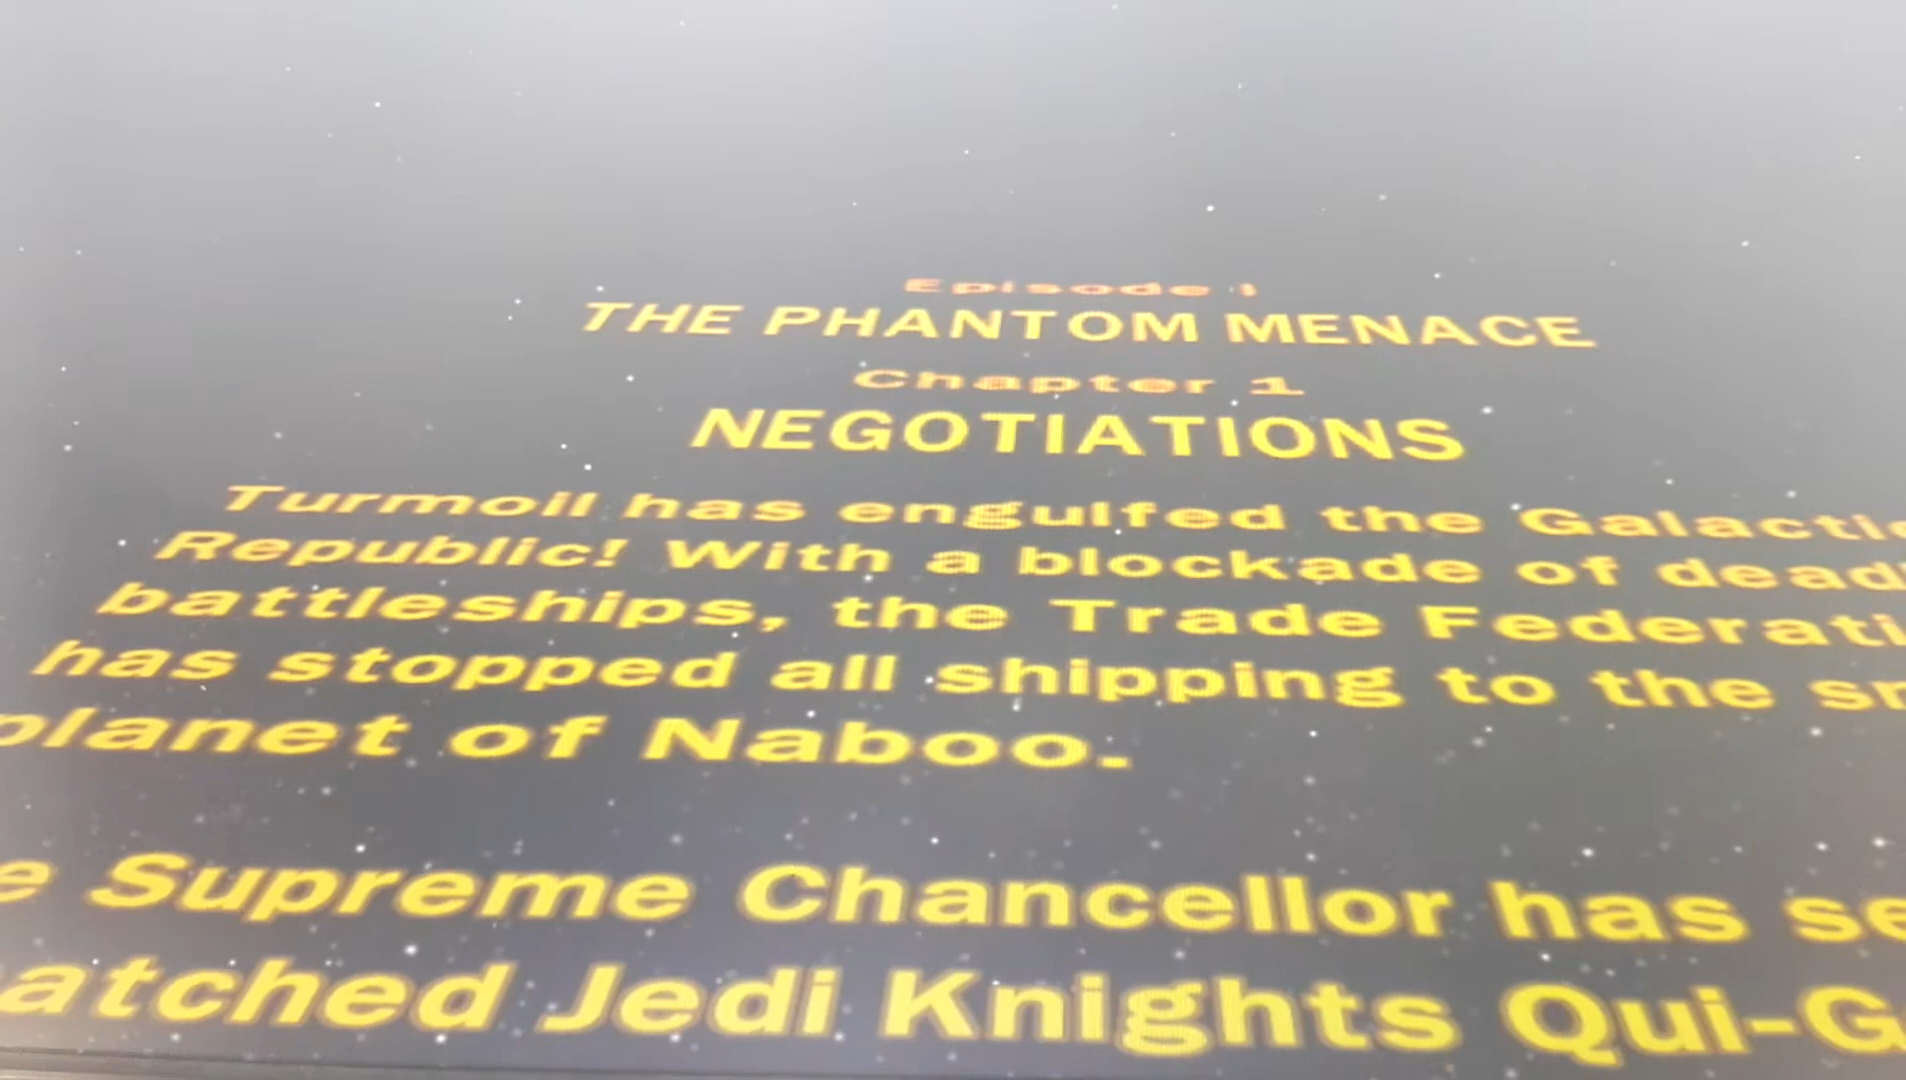 Episode I
THE PHANTOM MENACE
Chapter 1
NEGOTIATIONS
Turmoil has engulfed the Galactic
Republic! With a blockade of
battleships, the Trade
has stopped all shipping to the
planet of Naboo.
Supreme Chancellor has
Jedi Knights